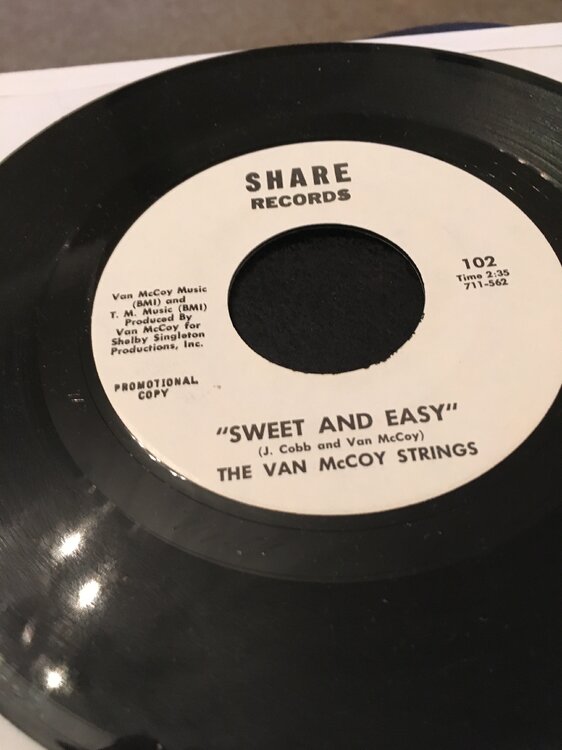 SHARE
RECORDS
102
Time 2:35
711-562
Van McCoy Music
(BMI) and
T. M. Music (BMI)
Produced By
Van McCoy for
Shelby Singleton
Productions, Inc.
PROMOTIONAL
COPY
"SWEET AND EASY"
(J. Cobb and Van McCoy)
THE VAN McCOY STRINGS